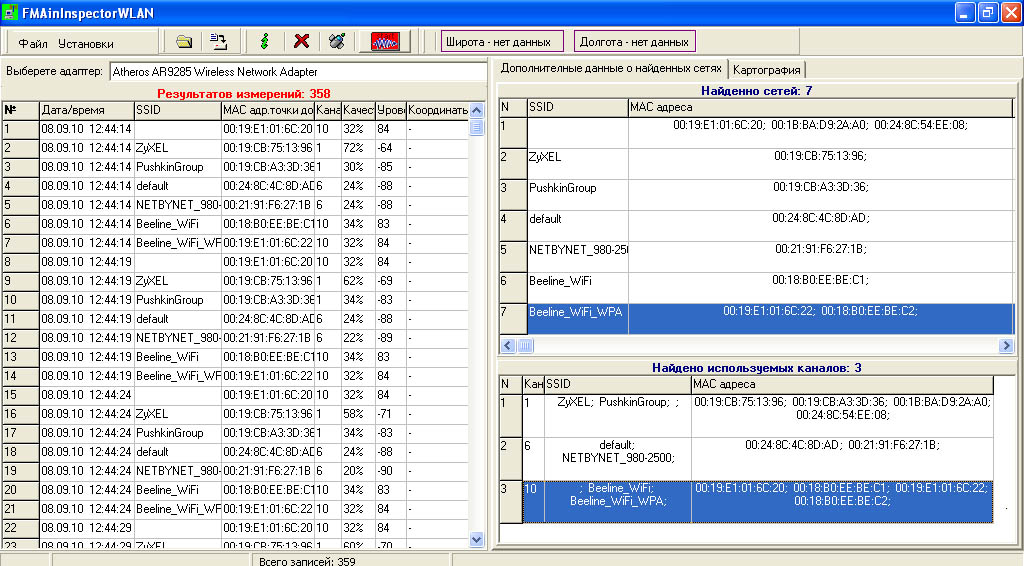 FMAinInspectorWLAN
Файл Установки
Широта - нет данных Долгота - нет данных
Выберете адаптер: Atheros AR9285 Wireless Network Adapter
Результатов измерений: 358
№ Дата/время SSID MAC адр.точки до Кана Качест Урове Координать
1 08.09.10 12:44:14 00:19:E1:01:6C:20 10 32% 84 -
2 08.09.10 12:44:14 ZyXEL 00:19:CB:75:13:96 1 72% -64 -
3 08.09.10 12:44:14 PushkinGroup 00:19:CB:A3:3D:36 1 30% -85 -
4 08.09.10 12:44:14 default 00:24:8C:4C:8D:AD 6 24% -88 -
5 08.09.10 12:44:14 NETBYNET_980- 00:21:91:F6:27:1B 6 24% -88 -
6 08.09.10 12:44:14 Beeline_WiFi 00:18:B0:EE:BE:C1 10 34% 83 -
7 08.09.10 12:44:14 Beeline_WiFi_WF 00:19:E1:01:6C:22 10 32% 84 -
8 08.09.10 12:44:19 00:19:E1:01:6C:20 10 32% 84 -
9 08.09.10 12:44:19 ZyXEL 00:19:CB:75:13:96 1 62% -69 -
10 08.09.10 12:44:19 PushkinGroup 00:19:CB:A3:3D:36 1 34% -83 -
11 08.09.10 12:44:19 default 00:24:8C:4C:8D:AD 6 24% -88 -
12 08.09.10 12:44:19 NETBYNET_980- 00:21:91:F6:27:1B 6 22% -89 -
13 08.09.10 12:44:19 Beeline_WiFi 00:18:B0:EE:BE:C1 10 34% 83 -
14 08.09.10 12:44:19 Beeline_WiFi_WF 00:19:E1:01:6C:22 10 32% 84 -
15 08.09.10 12:44:24 00:19:E1:01:6C:20 10 32% 84 -
16 08.09.10 12:44:24 ZyXEL 00:19:CB:75:13:96 1 58% -71 -
17 08.09.10 12:44:24 PushkinGroup 00:19:CB:A3:3D:36 1 34% -83 -
18 08.09.10 12:44:24 default 00:24:8C:4C:8D:AD 6 24% -88 -
19 08.09.10 12:44:24 NETBYNET_980- 00:21:91:F6:27:1B 6 20% -90 -
20 08.09.10 12:44:24 Beeline_WiFi 00:18:B0:EE:BE:C1 10 34% 83 -
21 08.09.10 12:44:24 Beeline_WiFi_WF 00:19:E1:01:6C:22 10 32% 84 -
22 08.09.10 12:44:29 00:19:E1:01:6C:20 10 32% 84 -
23 08.09.10 12:44:29 ZyXEL 00:19:CB:75:13:96 1 60% -70 -
Всего записей: 359
Дополнителные данные о найденных сетях Картография
Найденно сетей: 7
N SSID MAC адреса
1 00:19:E1:01:6C:20; 00:1B:BA:D9:2A:A0; 00:24:8C:54:EE:08;
2 ZyXEL 00:19:CB:75:13:96;
3 PushkinGroup 00:19:CB:A3:3D:36;
4 default 00:24:8C:4C:8D:AD;
5 NETBYNET_980-250 00:21:91:F6:27:1B;
6 Beeline_WiFi 00:18:B0:EE:BE:C1;
7 Beeline_WiFi_WPA 00:19:E1:01:6C:22; 00:18:B0:EE:BE:C2;
Найдено используемых каналов: 3
N Кан SSID MAC адреса
1 1 ZyXEL; PushkinGroup; ; 00:19:CB:75:13:96; 00:19:CB:A3:3D:36; 00:1B:BA:D9:2A:A0;
00:24:8C:54:EE:08;
2 6 default; 00:24:8C:4C:8D:AD; 00:21:91:F6:27:1B;
NETBYNET_980-2500;
3 10 ; Beeline_WiFi; 00:19:E1:01:6C:20; 00:18:B0:EE:BE:C1; 00:19:E1:01:6C:22;
Beeline_WiFi_WPA; 00:18:B0:EE:BE:C2;